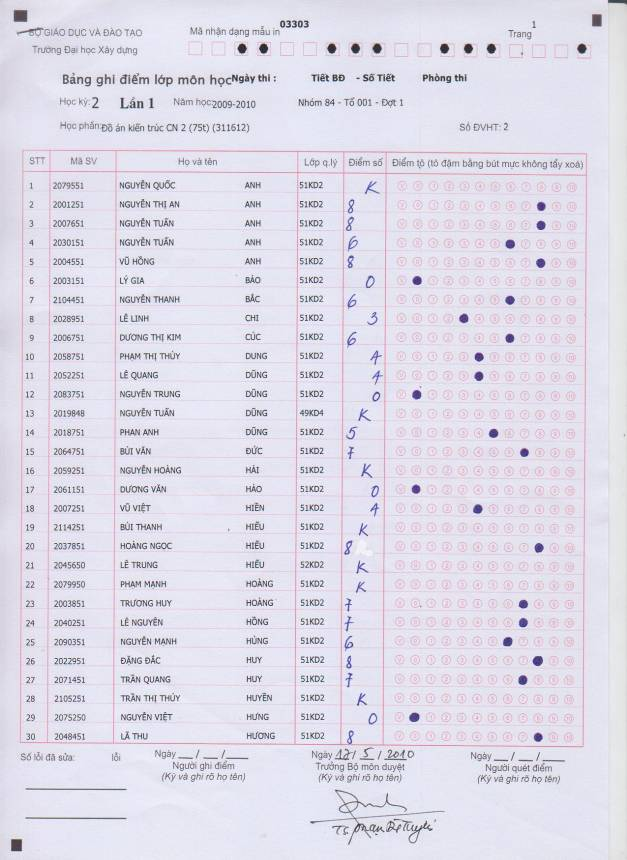 BỘ GIÁO DỤC VÀ ĐÀO TẠO Mã nhận dạng mẫu in 03303 1
Trường Đại học Xây dựng Trang
Bảng ghi điểm lớp môn học Ngày thi : Tiết BĐ - Số Tiết Phòng thi
Học kỳ: 2 Lần 1 Năm học 2009-2010 Nhóm 84 - Tổ 001 - Đợt 1
Học phần: Đồ án kiến trúc CN 2 (75t) (311612) Số ĐVHT: 2
STT Mã SV Họ và tên Lớp q.lý Điểm số Điểm tô (tô đậm bằng bút mực không tẩy xoá)
1 2079551 NGUYỄN QUỐC ANH 51KD2 K
2 2001251 NGUYỄN THỊ AN ANH 51KD2 8
3 2007651 NGUYỄN TUẤN ANH 51KD2 8
4 2030151 NGUYỄN TUẤN ANH 51KD2 6
5 2004551 VŨ HỒNG ANH 51KD2 8
6 2003151 LÝ GIA BẢO 51KD2 0
7 2104451 NGUYỄN THANH BẮC 51KD2 6
8 2028951 LÊ LINH CHI 51KD2 3
9 2006751 DƯƠNG THỊ KIM CÚC 51KD2 6
10 2058751 PHẠM THỊ THÙY DUNG 51KD2 4
11 2052251 LÊ QUANG DŨNG 51KD2 4
12 2083751 NGUYỄN TRUNG DŨNG 51KD2 0
13 2019848 NGUYỄN TUẤN DŨNG 49KD4 K
14 2018751 PHAN ANH DŨNG 51KD2 5
15 2064751 BÙI VĂN ĐỨC 51KD2 7
16 2059251 NGUYỄN HOÀNG HẢI 51KD2 K
17 2061151 DƯƠNG VĂN HẢO 51KD2 0
18 2007251 VŨ VIỆT HIỀN 51KD2 4
19 2114251 BÙI THANH HIẾU 51KD2 K
20 2037851 HOÀNG NGỌC HIẾU 51KD2 8
21 2045650 LÊ TRUNG HIẾU 52KD2 K
22 2079950 PHẠM MẠNH HOÀNG 51KD2 K
23 2003851 TRƯƠNG HUY HOÀNG 51KD2 7
24 2040251 LÊ NGUYÊN HỒNG 51KD2 7
25 2090351 NGUYỄN MẠNH HÙNG 51KD2 6
26 2022951 ĐẶNG ĐẮC HUY 51KD2 8
27 2071451 TRẦN QUANG HUY 51KD2 7
28 2105251 TRẦN THỊ THÚY HUYỀN 51KD2 K
29 2075250 NGUYỄN VIỆT HƯNG 51KD2 0
30 2048451 LÃ THU HƯƠNG 51KD2 8
Số lỗi đã sửa: lỗi Ngày __/__/__ Ngày 17/5/2010 Ngày __/__/__
Người ghi điểm Trưởng Bộ môn duyệt Người quét điểm
(Ký và ghi rõ họ tên) (Ký và ghi rõ họ tên) (Ký và ghi rõ họ tên)